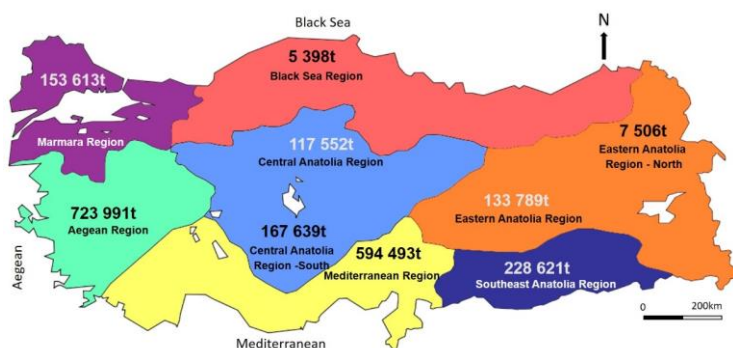 Black Sea
N
5 398t
Black Sea Region
153 613t
Marmara Region
117 552t
Central Anatolia Region
7 506t
Eastern Anatolia
Region - North
723 991t
Aegean Region
133 789t
Eastern Anatolia Region
167 639t
Central Anatolia
Region -South
594 493t
Mediterranean Region
228 621t
Southeast Anatolia Region
Aegean
0 200km
Mediterranean